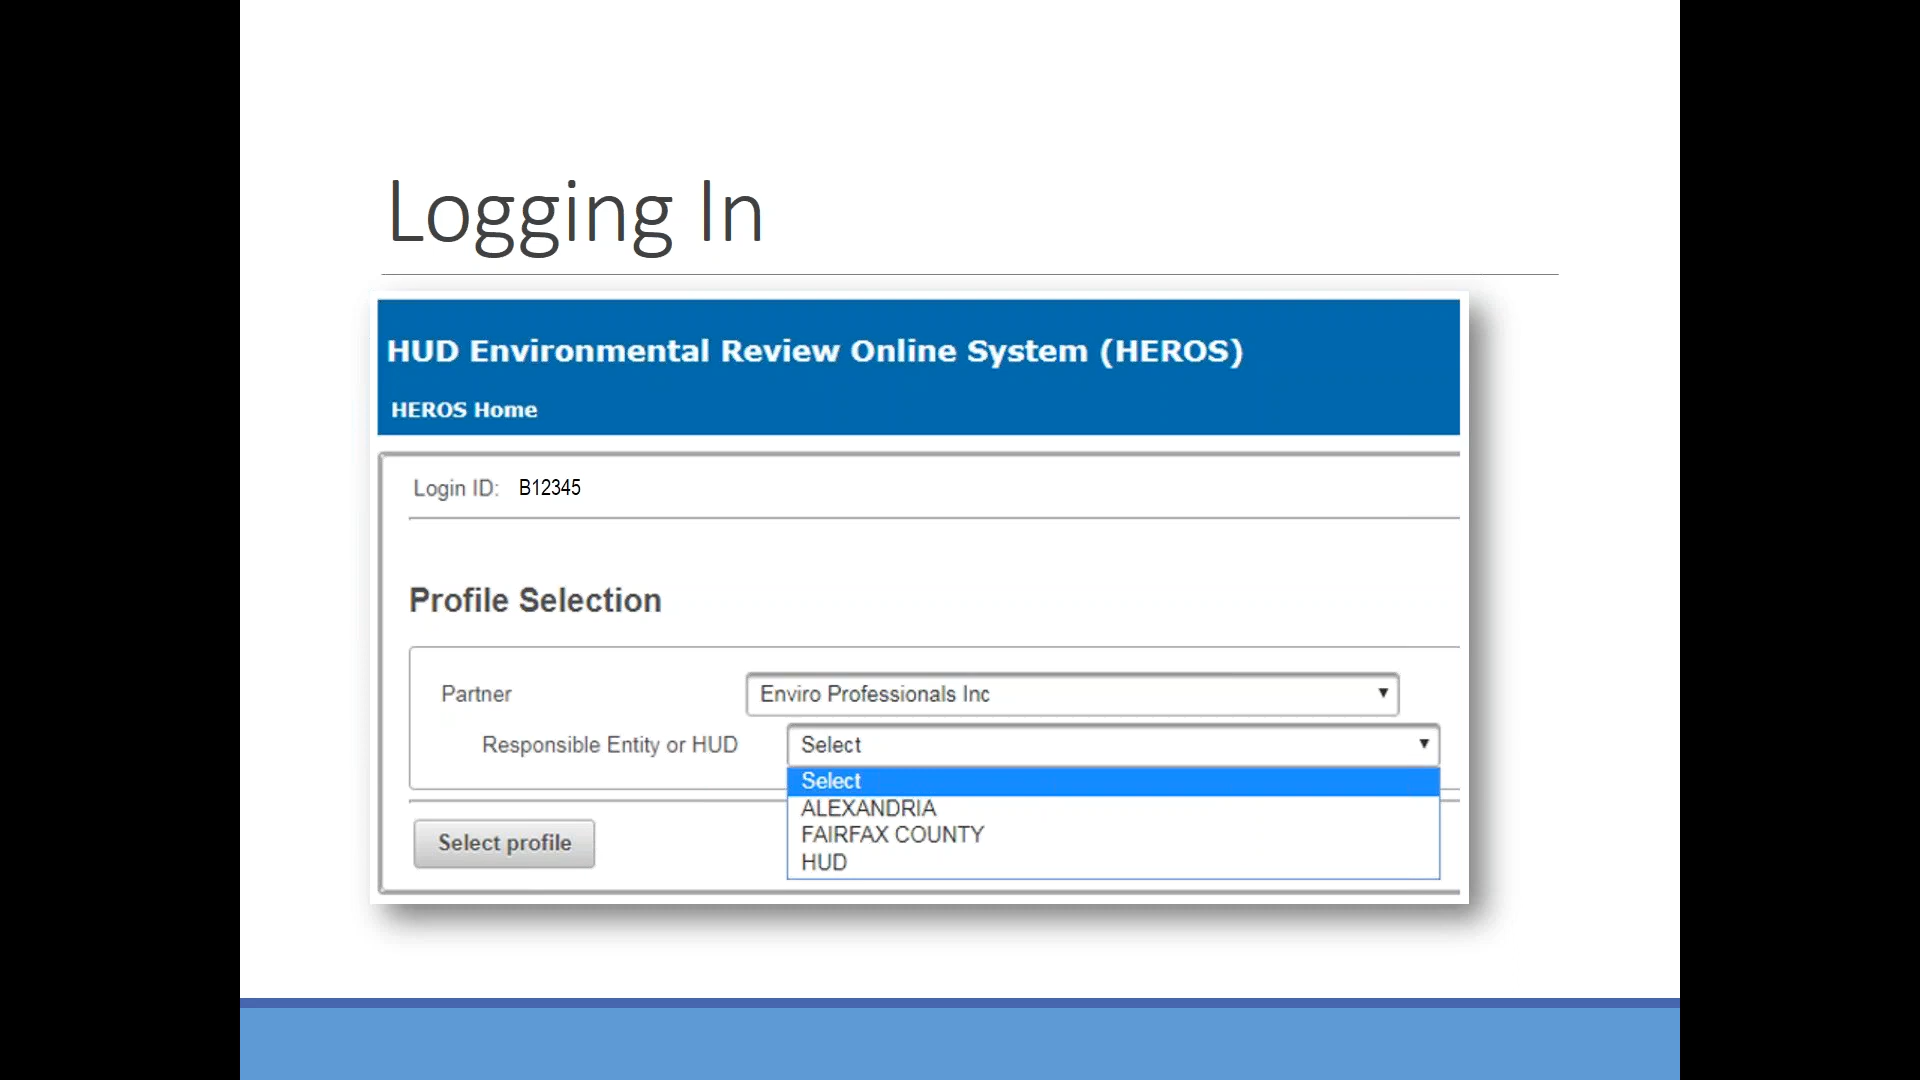 Logging In
HUD Environmental Review Online System (HEROS)
HEROS Home
Login ID: B12345
Profile Selection
Partner Enviro Professionals Inc
Responsible Entity or HUD Select
Select
ALEXANDRIA
FAIRFAX COUNTY
HUD
Select profile